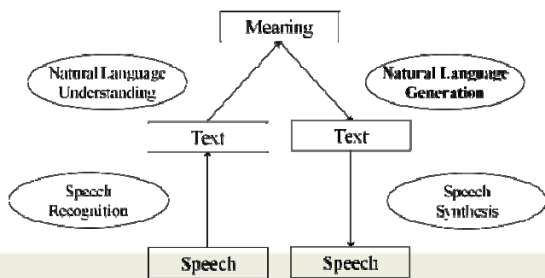 Meaning
Natural Language
Understanding
Natural Language
Generation
Text
Text
Speech
Recognition
Speech
Synthesis
Speech
Speech